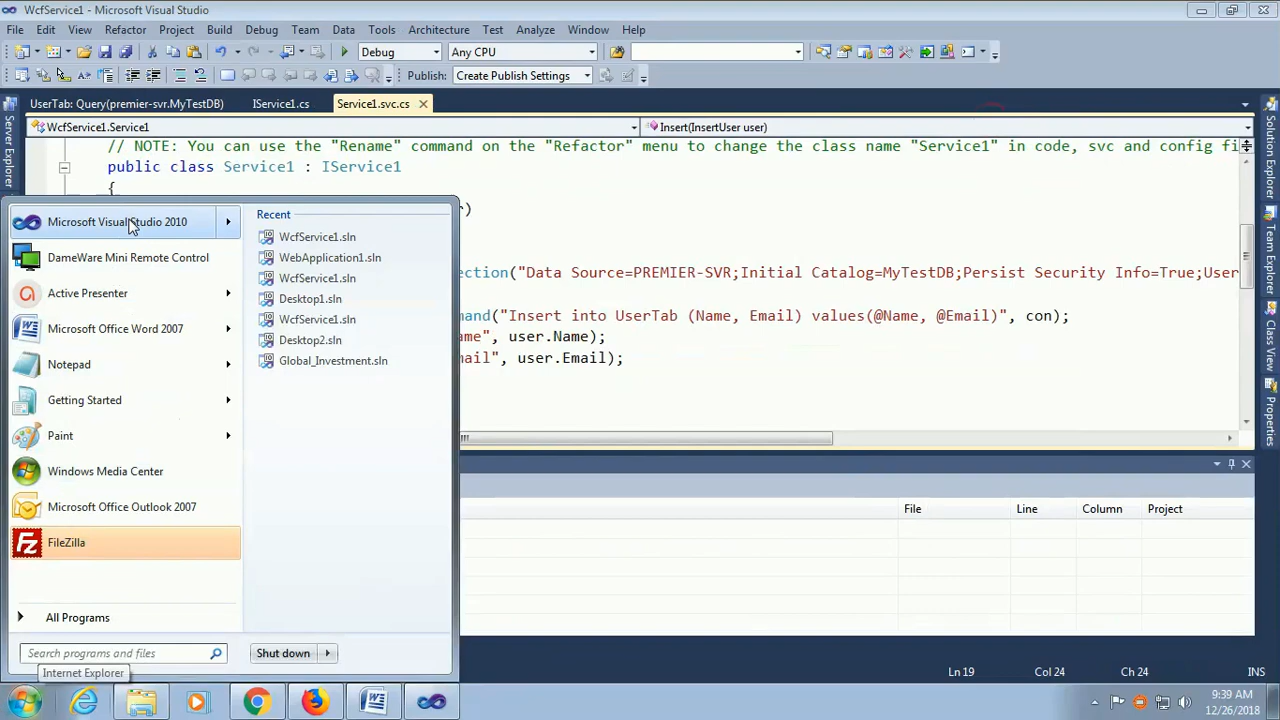 WcfService1 - Microsoft Visual Studio
File Edit View Refactor Project Build Debug Team Data Tools Architecture Test Analyze Window Help
Debug Any CPU
Publish: Create Publish Settings
UserTab: Query(premier-svr.MyTestDB) IService1.cs Service1.svc.cs
WcfService1.Service1 Insert(InsertUser user)
// NOTE: You can use the "Rename" command on the "Refactor" menu to change the class name "Service1" in code, svc and config fi
public class Service1 : IService1
{
r)
ection("Data Source=PREMIER-SVR;Initial Catalog=MyTestDB;Persist Security Info=True;User
mand("Insert into UserTab (Name, Email) values(@Name, @Email)", con);
me", user.Name);
mail", user.Email);
Server Explorer
Solution Explorer
Team Explorer
Class View
Properties
Microsoft Visual Studio 2010
DameWare Mini Remote Control
Active Presenter
Microsoft Office Word 2007
Notepad
Getting Started
Paint
Windows Media Center
Microsoft Office Outlook 2007
FileZilla
All Programs
Search programs and files
Shut down
Internet Explorer
Recent
WcfService1.sln
WebApplication1.sln
WcfService1.sln
Desktop1.sln
WcfService1.sln
Desktop2.sln
Global_Investment.sln
File Line Column Project
Ln 19 Col 24 Ch 24 INS
9:39 AM
12/26/2018